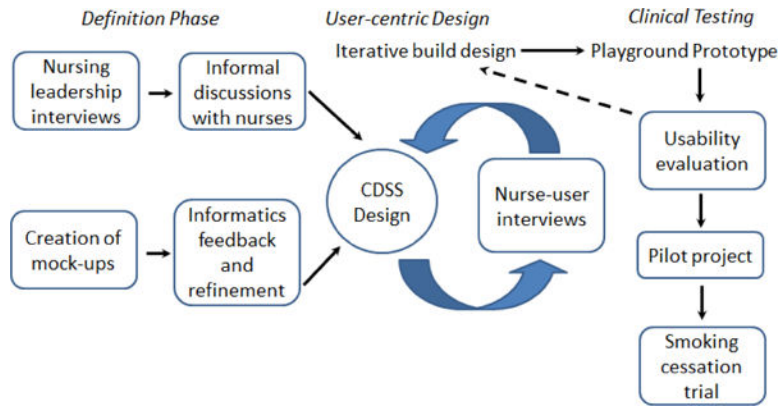 Definition Phase
User-centric Design
Clinical Testing
Iterative build design
Playground Prototype
Nursing
leadership
interviews
Informal
discussions
with nurses
Usability
evaluation
CDSS
Design
Nurse-user
interviews
Creation of
mock-ups
Informatics
feedback
and
refinement
Pilot project
Smoking
cessation
trial